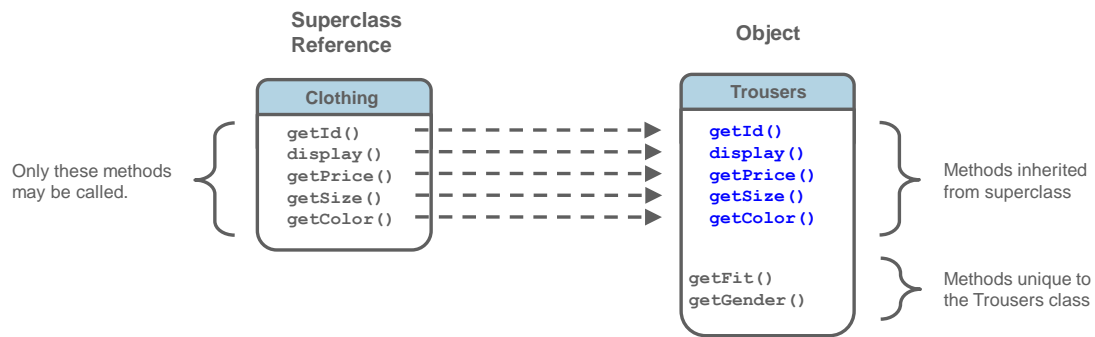 Superclass
Reference
Object
Clothing
Trousers
Only these methods
may be called.
getId()
display()
getPrice()
getSize()
getColor()
getId()
display()
getPrice()
getSize()
getColor()
Methods inherited
from superclass
getFit()
getGender()
Methods unique to
the Trousers class